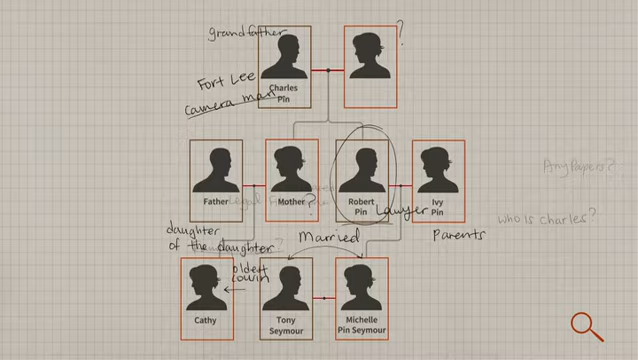 grandfather
?
Fort Lee
camera man
Charles
Pin
Father
Mother
?
Robert
Pin
Lawyer
Ivy
Pin
Any Papers?
who is Charles?
daughter
of the daughter
?
Married
Parents
oldest
cousin
Cathy
Tony
Seymour
Michelle
Pin Seymour